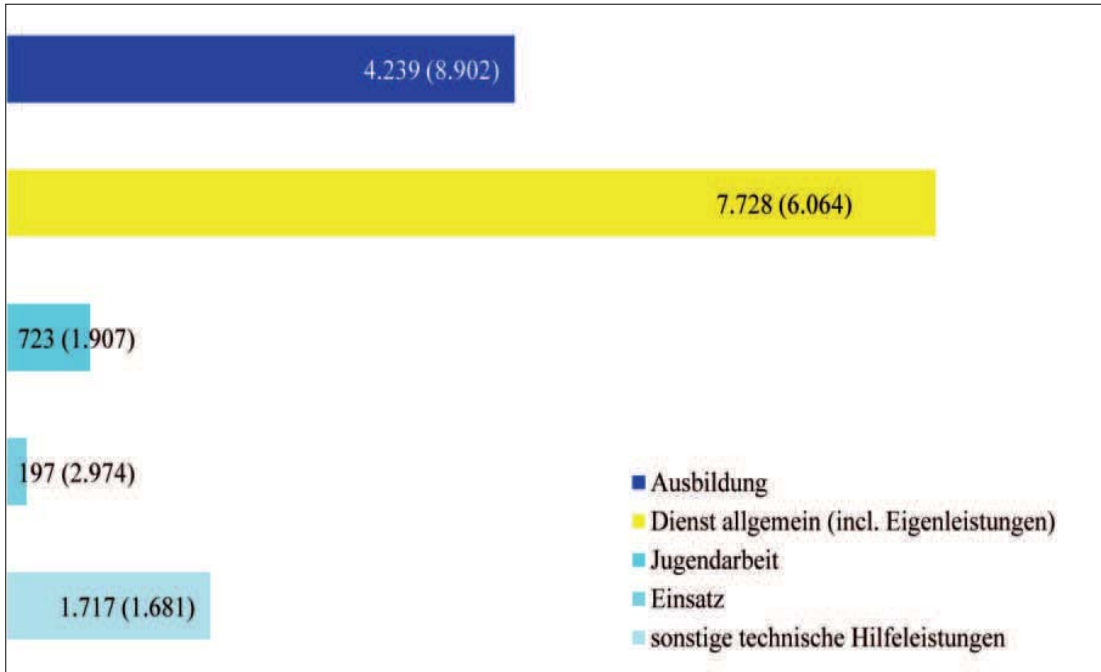 4.239 (8.902)
7.728 (6.064)
723 (1.907)
197 (2.974)
1.717 (1.681)
Ausbildung
Dienst allgemein (incl. Eigenleistungen)
Jugendarbeit
Einsatz
sonstige technische Hilfeleistungen